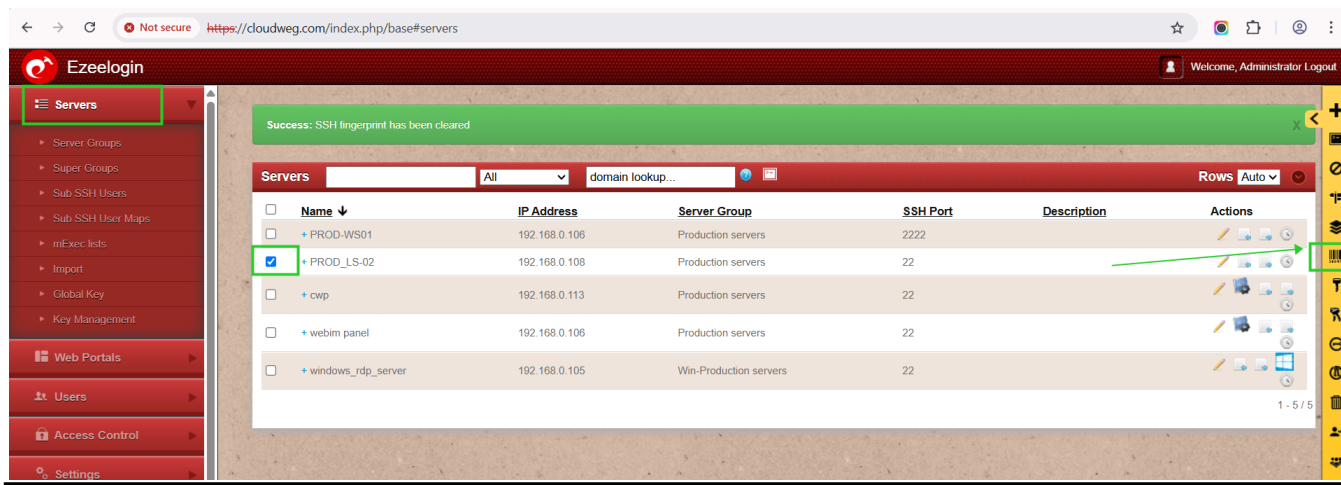 Not secure https://cloudweg.com/index.php/base#servers
Ezeelogin
Welcome, Administrator Logout
Servers
Server Groups
Super Groups
Sub SSH Users
Sub SSH User Maps
mExec lists
Import
Global Key
Key Management
Web Portals
Users
Access Control
Settings
Success: SSH fingerprint has been cleared X
Servers All domain lookup... Rows Auto
Name IP Address Server Group SSH Port Description Actions
+ PROD-WS01 192.168.0.106 Production servers 2222
+ PROD_LS-02 192.168.0.108 Production servers 22
+ cwp 192.168.0.113 Production servers 22
+ webim panel 192.168.0.106 Production servers 22
+ windows_rdp_server 192.168.0.105 Win-Production servers 22
1 - 5 / 5